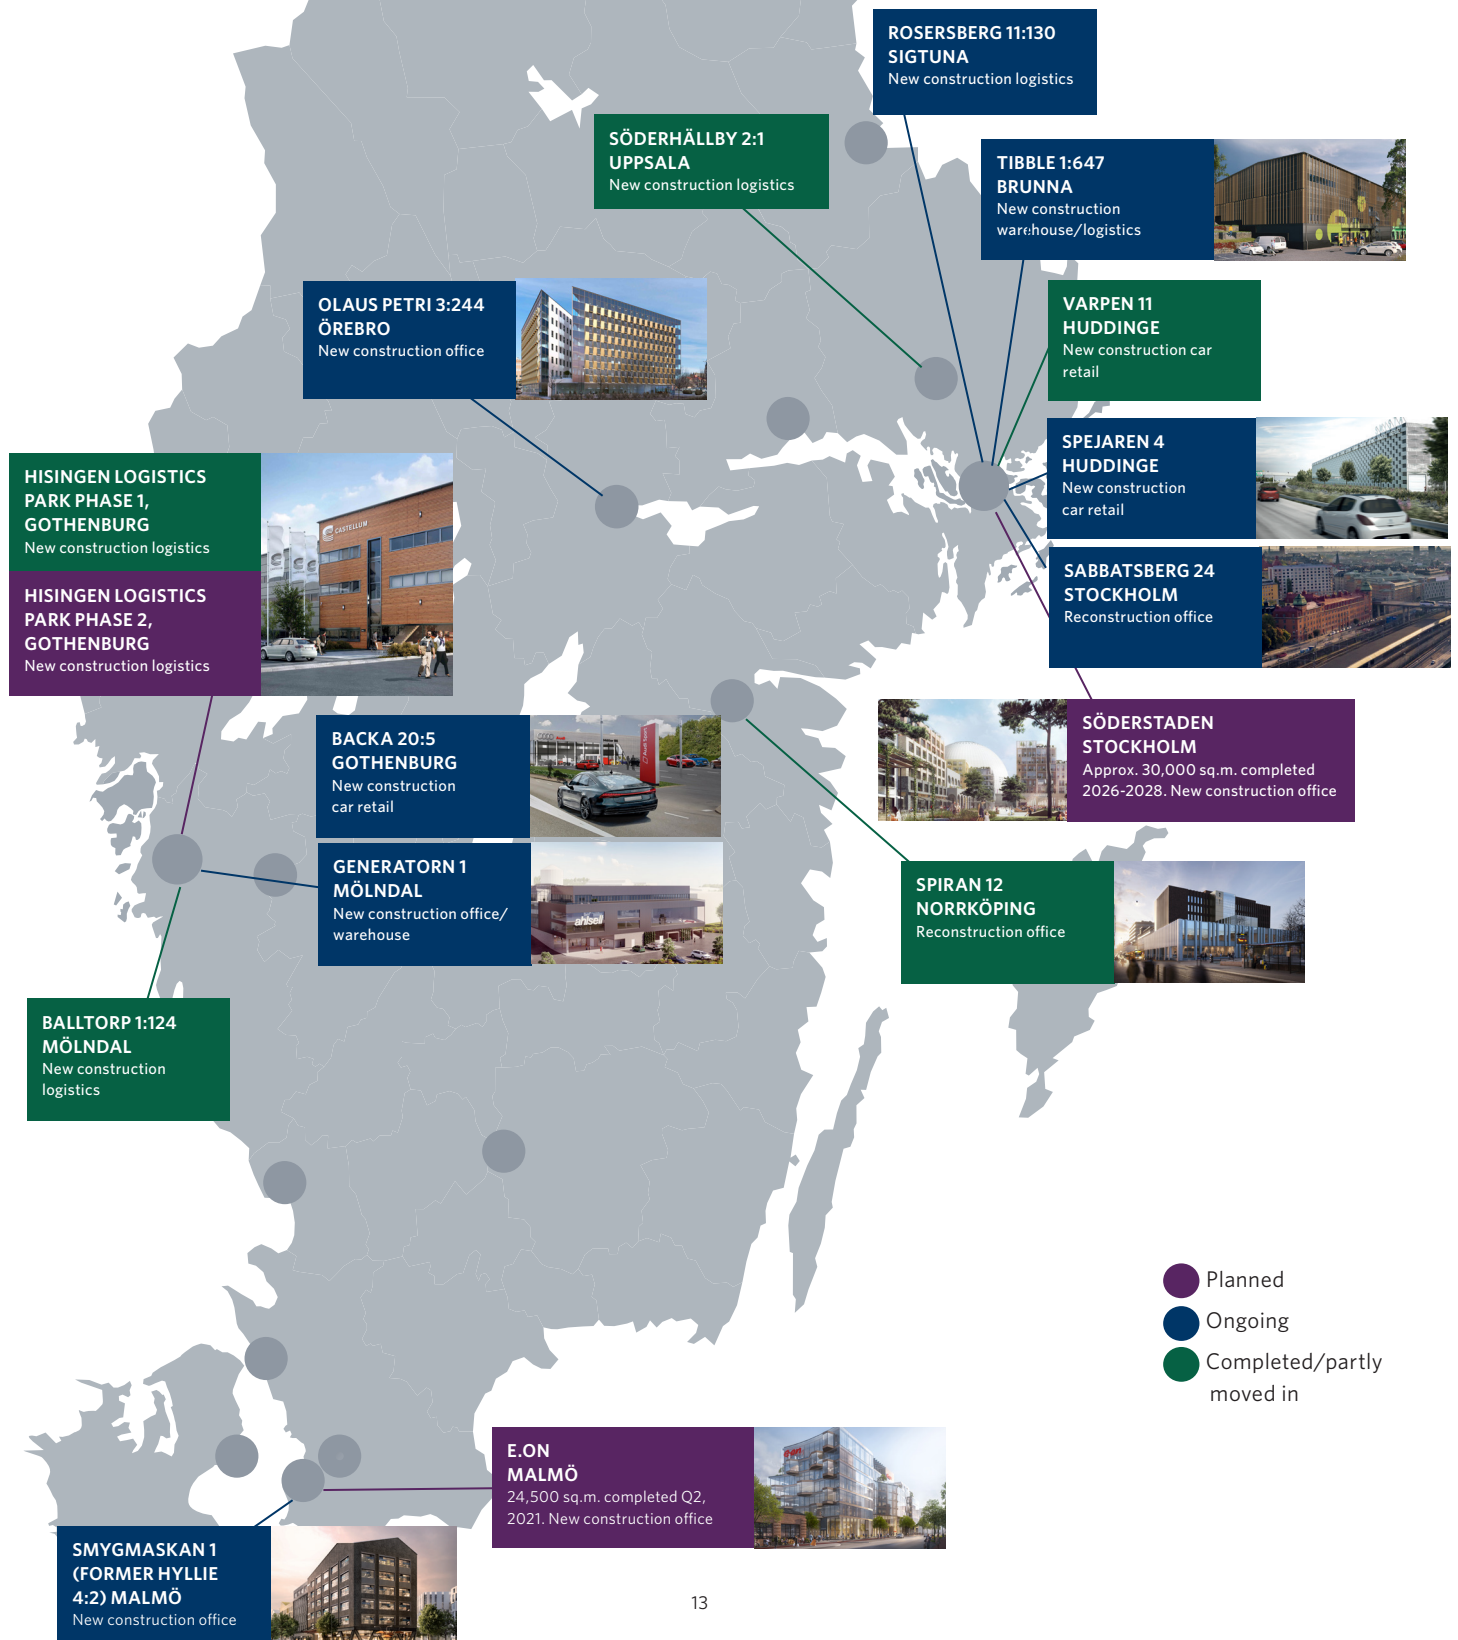 ROSERSBERG 11:130
SIGTUNA
New construction logistics
SÖDERHÄLLBY 2:1
UPPSALA
New construction logistics
TIBBLE 1:647
BRUNNA
New construction
warehouse/logistics
OLAUS PETRI 3:244
ÖREBRO
New construction office
VARPEN 11
HUDDINGE
New construction car
retail
SPEJAREN 4
HUDDINGE
New construction
car retail
HISINGEN LOGISTICS
PARK PHASE 1,
GOTHENBURG
New construction logistics
CASTELLUM
HISINGEN LOGISTICS
PARK PHASE 2,
GOTHENBURG
New construction logistics
SABBATSBERG 24
STOCKHOLM
Reconstruction office
BACKA 20:5
GOTHENBURG
New construction
car retail
SÖDERSTADEN
STOCKHOLM
Approx. 30,000 sq.m. completed
2026-2028. New construction office
GENERATORN 1
MÖLNDAL
New construction office/
warehouse
ahlsell
SPIRAN 12
NORRKÖPING
Reconstruction office
BALLTORP 1:124
MÖLNDAL
New construction
logistics
Planned
Ongoing
Completed/partly
moved in
E.ON
MALMÖ
24,500 sq.m. completed Q2,
2021. New construction office
e-on
SMYGMASKAN 1
(FORMER HYLLIE
4:2) MALMÖ
New construction office
13